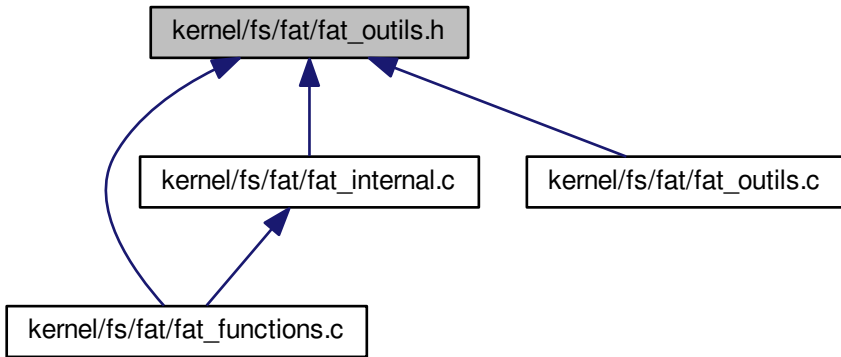 kernel/fs/fat/fat_outils.h
kernel/fs/fat/fat_internal.c
kernel/fs/fat/fat_outils.c
kernel/fs/fat/fat_functions.c